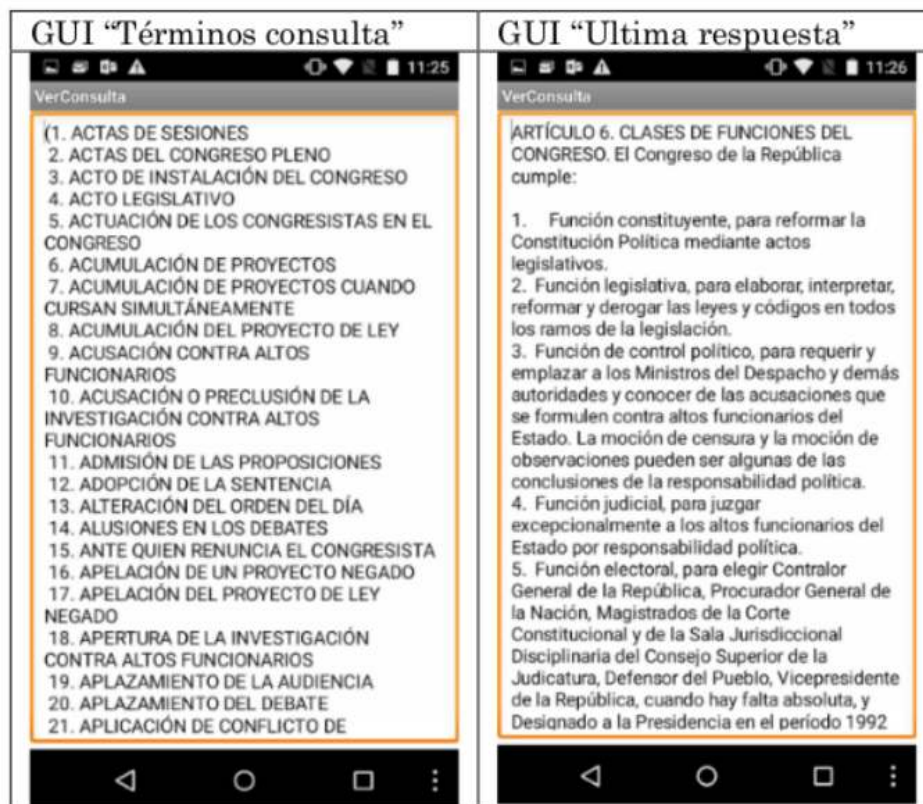 GUI “Términos consulta”
11:25
VerConsulta
(1. ACTAS DE SESIONES
2. ACTAS DEL CONGRESO PLENO
3. ACTO DE INSTALACIÓN DEL CONGRESO
4. ACTO LEGISLATIVO
5. ACTUACIÓN DE LOS CONGRESISTAS EN EL
CONGRESO
6. ACUMULACIÓN DE PROYECTOS
7. ACUMULACIÓN DE PROYECTOS CUANDO
CURSAN SIMULTÁNEAMENTE
8. ACUMULACIÓN DEL PROYECTO DE LEY
9. ACUSACIÓN CONTRA ALTOS
FUNCIONARIOS
10. ACUSACIÓN O PRECLUSIÓN DE LA
INVESTIGACIÓN CONTRA ALTOS
FUNCIONARIOS
11. ADMISIÓN DE LAS PROPOSICIONES
12. ADOPCIÓN DE LA SENTENCIA
13. ALTERACIÓN DEL ORDEN DEL DÍA
14. ALUSIONES EN LOS DEBATES
15. ANTE QUIEN RENUNCIA EL CONGRESISTA
16. APELACIÓN DE UN PROYECTO NEGADO
17. APELACIÓN DEL PROYECTO DE LEY
NEGADO
18. APERTURA DE LA INVESTIGACIÓN
CONTRA ALTOS FUNCIONARIOS
19. APLAZAMIENTO DE LA AUDIENCIA
20. APLAZAMIENTO DEL DEBATE
21. APLICACIÓN DE CONFLICTO DE
GUI “Ultima respuesta”
11:26
VerConsulta
ARTÍCULO 6. CLASES DE FUNCIONES DEL
CONGRESO. El Congreso de la República
cumple:
1. Función constituyente, para reformar la
Constitución Política mediante actos
legislativos.
2. Función legislativa, para elaborar, interpretar,
reformar y derogar las leyes y códigos en todos
los ramos de la legislación.
3. Función de control político, para requerir y
emplazar a los Ministros del Despacho y demás
autoridades y conocer de las acusaciones que
se formulen contra altos funcionarios del
Estado. La moción de censura y la moción de
observaciones pueden ser algunas de las
conclusiones de la responsabilidad política.
4. Función judicial, para juzgar
excepcionalmente a los altos funcionarios del
Estado por responsabilidad política.
5. Función electoral, para elegir Contralor
General de la República, Procurador General de
la Nación, Magistrados de la Corte
Constitucional y de la Sala Jurisdiccional
Disciplinaria del Consejo Superior de la
Judicatura, Defensor del Pueblo, Vicepresidente
de la República, cuando hay falta absoluta, y
Designado a la Presidencia en el período 1992